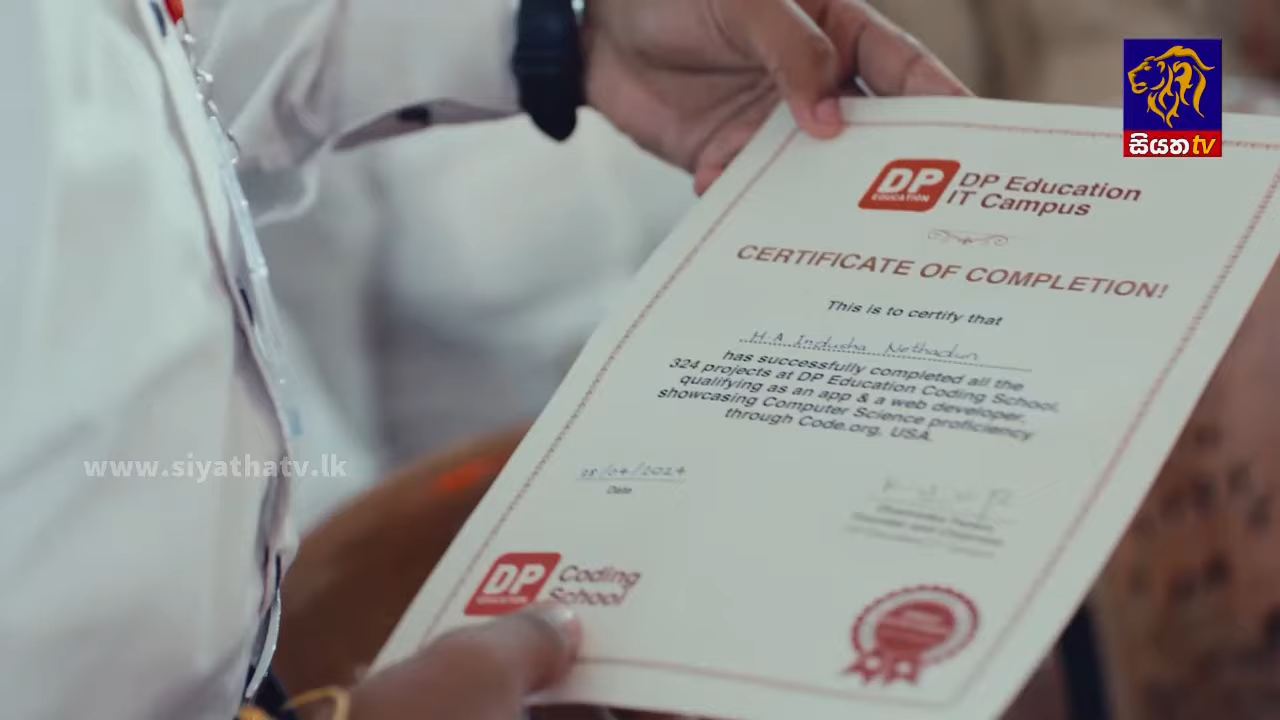 සියත tv
DP
EDUCATION
DP Education
IT Campus
CERTIFICATE OF COMPLETION!
This is to certify that
H.A Indusha Nethadun
has successfully completed all the
324 projects at DP Education Coding School,
qualifying as an app & a web developer,
showcasing Computer Science proficiency
through Code.org, USA.
www.siyathatv.lk
/04/2024
Date
DP
EDUCATION
Coding
School